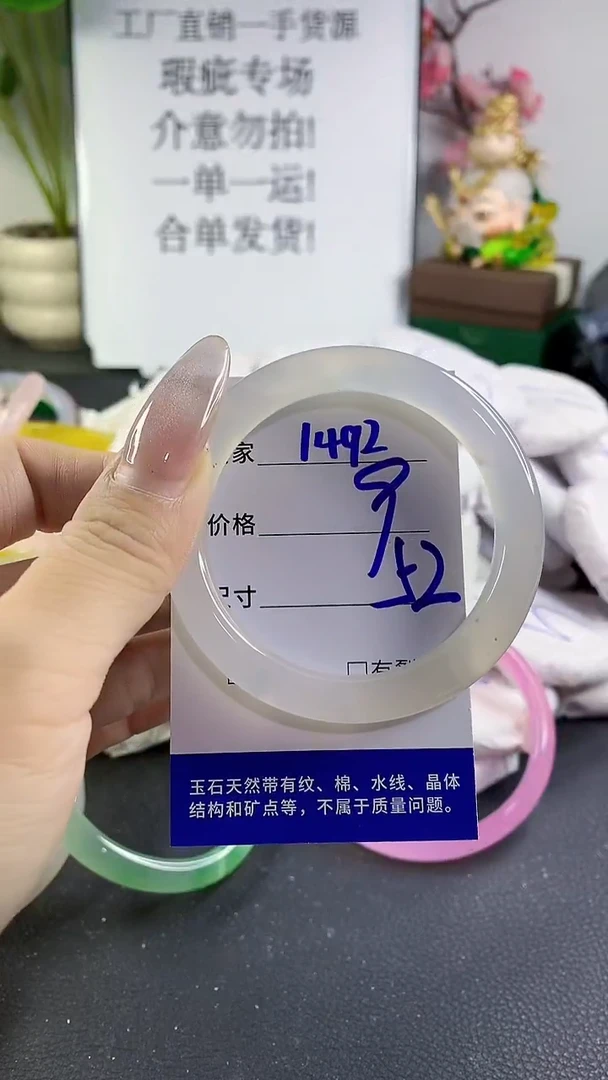 工厂直销一手货源
瑕疵专场
介意勿拍!
一单一运!
合单发货!
家 1492
价格
寸 52
□有裂
玉石天然带有纹、棉、水线、晶体
结构和矿点等，不属于质量问题。